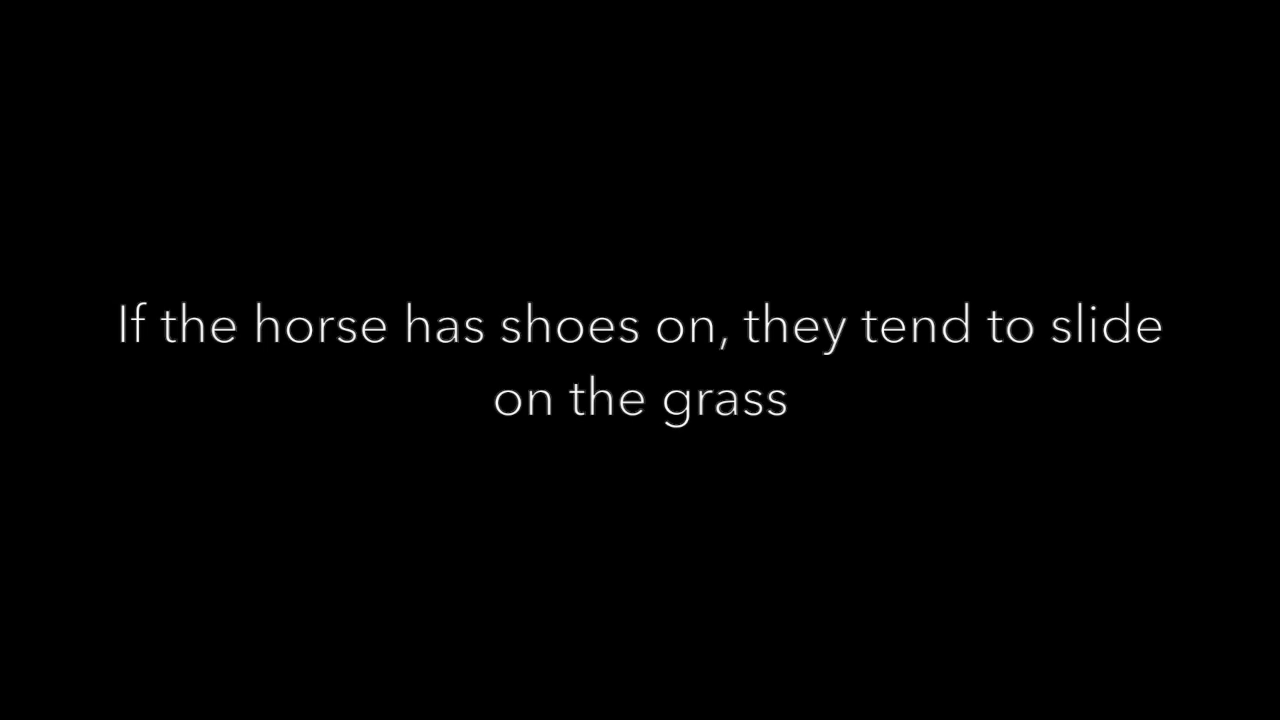 If the horse has shoes on, they tend to slide
on the grass